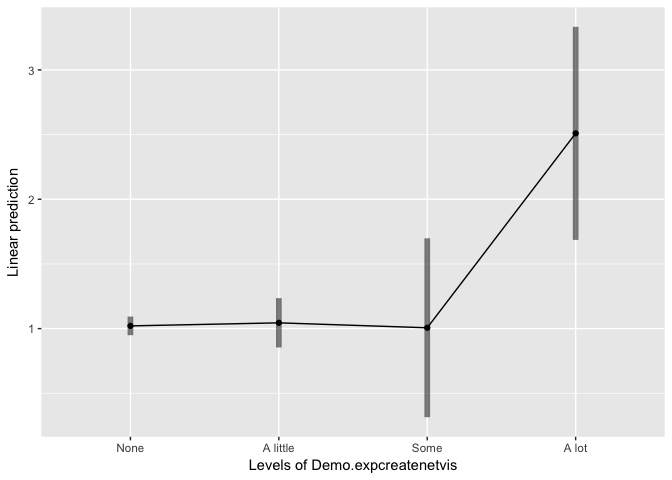 3
2
1
Linear prediction
None A little Some A lot
Levels of Demo.expcreatenetvis